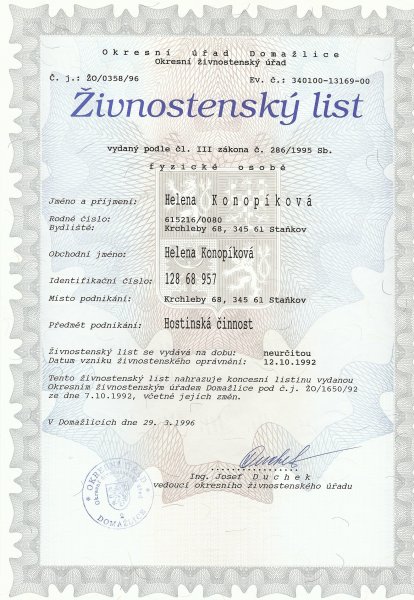 Okresní úřad Domažlice
Okresní živnostenský úřad
Č. j.: ŽO/0358/96 Ev. č.: 340100-13169-00
Živnostenský list
vydaný podle čl. III zákona č. 286/1995 Sb.
fyzické osobě
Jméno a příjmení: Helena Konopíková
Rodné číslo: 615216/0080
Bydliště: Krchleby 68, 345 61 Staňkov
Obchodní jméno: Helena Konopíková
Identifikační číslo: 128 68 957
Místo podnikání: Krchleby 68, 345 61 Staňkov
Předmět podnikání: Hostinská činnost
Živnostenský list se vydává na dobu: neurčitou
Datum vzniku živnostenského oprávnění: 12.10.1992
Tento živnostenský list nahrazuje koncesní listinu vydanou
Okresním živnostenským úřadem Domažlice pod č.j. ŽO/1650/92
ze dne 7.10.1992, včetně jejich změn.
V Domažlicích dne 29. 3.1996
Duchek
Ing. Josef Duchek
vedoucí okresního živnostenského úřadu
OKRESNÍ ÚŘAD
DOMAŽLICE